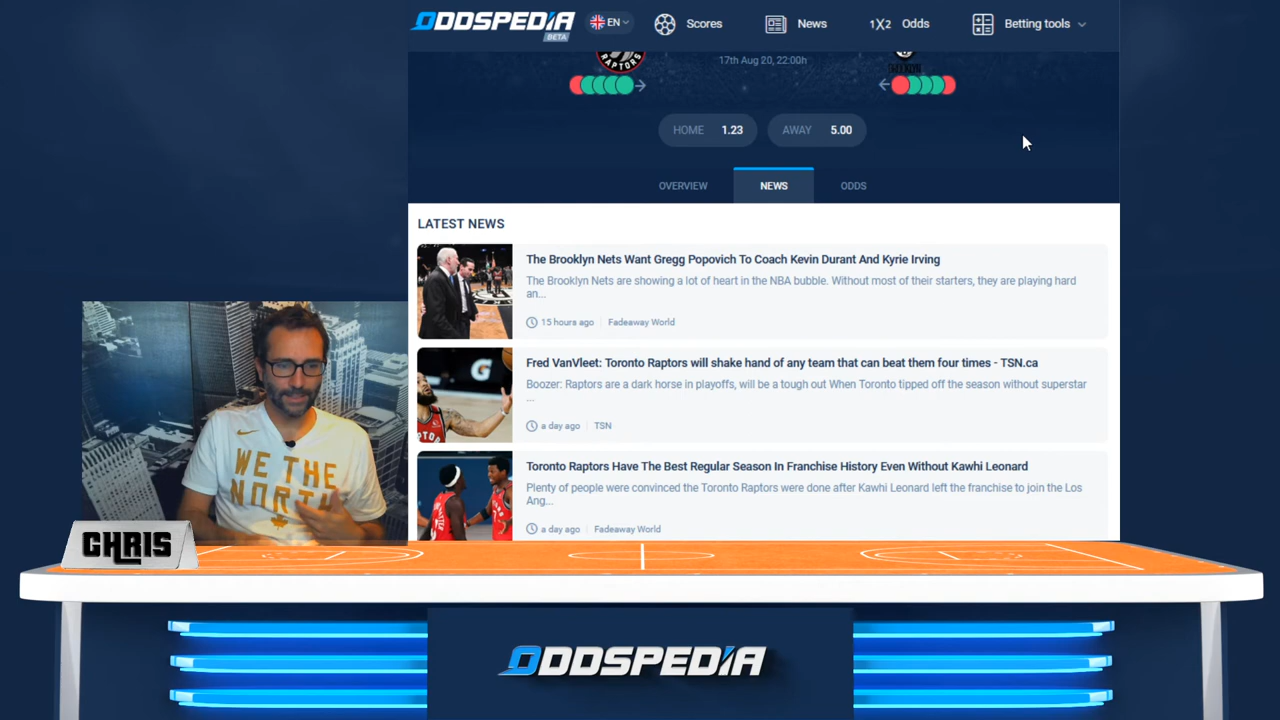 ODDSPEDIA
BETA
EN
Scores
News
1X2 Odds
Betting tools
RAPTORS
BROOKLYN
17th Aug 20, 22:00h
HOME 1.23
AWAY 5.00
OVERVIEW
NEWS
ODDS
LATEST NEWS
The Brooklyn Nets Want Gregg Popovich To Coach Kevin Durant And Kyrie Irving
The Brooklyn Nets are showing a lot of heart in the NBA bubble. Without most of their starters, they are playing hard
an...
15 hours ago Fadeaway World
Fred VanVleet: Toronto Raptors will shake hand of any team that can beat them four times - TSN.ca
Boozer: Raptors are a dark horse in playoffs, will be a tough out When Toronto tipped off the season without superstar
...
a day ago TSN
Toronto Raptors Have The Best Regular Season In Franchise History Even Without Kawhi Leonard
Plenty of people were convinced the Toronto Raptors were done after Kawhi Leonard left the franchise to join the Los
Ang...
a day ago Fadeaway World
G
WE THE
NORTH
CHRIS
ODDSPEDIA